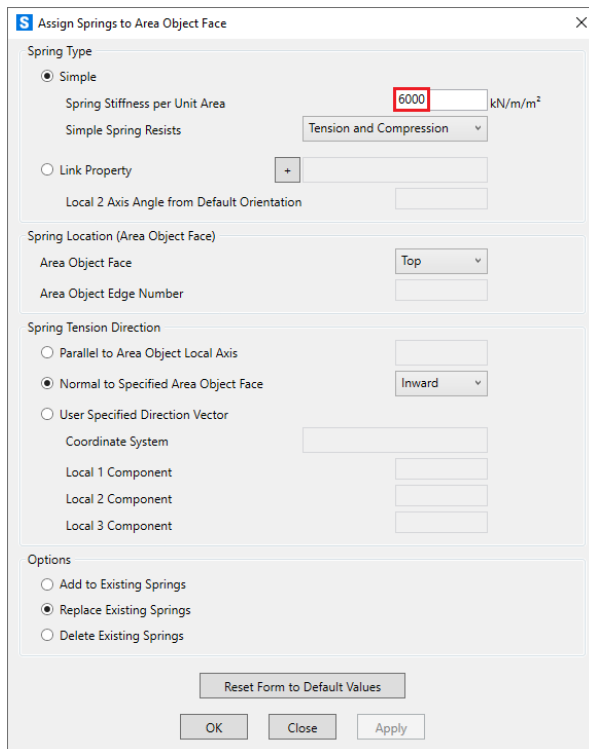 S Assign Springs to Area Object Face
Spring Type
Simple
Spring Stiffness per Unit Area 6000 kN/m/m²
Simple Spring Resists Tension and Compression
Link Property +
Local 2 Axis Angle from Default Orientation
Spring Location (Area Object Face)
Area Object Face Top
Area Object Edge Number
Spring Tension Direction
Parallel to Area Object Local Axis
Normal to Specified Area Object Face Inward
User Specified Direction Vector
Coordinate System
Local 1 Component
Local 2 Component
Local 3 Component
Options
Add to Existing Springs
Replace Existing Springs
Delete Existing Springs
Reset Form to Default Values
OK Close Apply